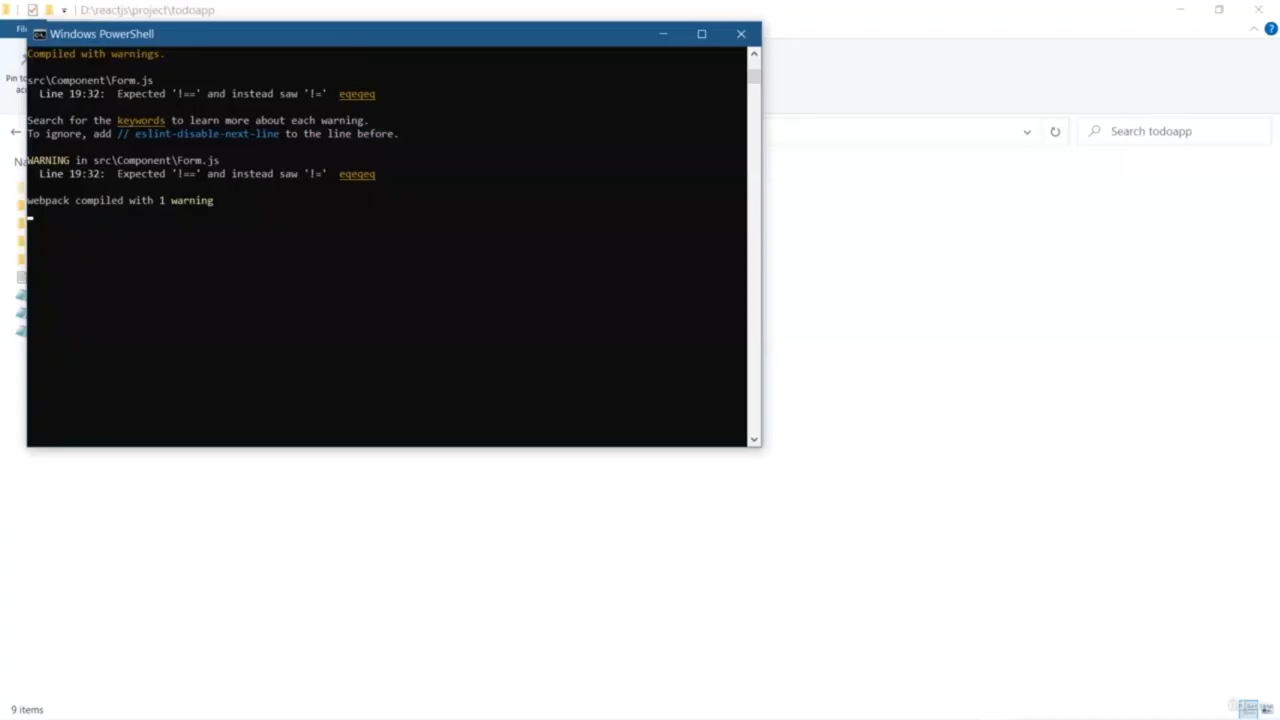 D:\reactjs\project\todoapp
Windows PowerShell
Compiled with warnings.
src\Component\Form.js
Line 19:32:  Expected '!==' and instead saw '!='  eqeqeq
Search for the keywords to learn more about each warning.
To ignore, add // eslint-disable-next-line to the line before.
WARNING in src\Component\Form.js
Line 19:32:  Expected '!==' and instead saw '!='  eqeqeq
webpack compiled with 1 warning
Search todoapp
9 items